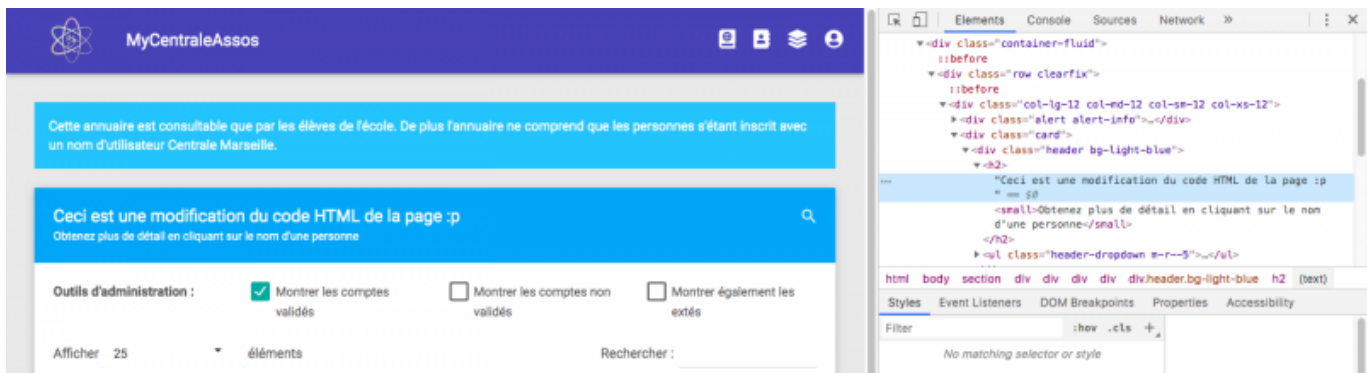 MyCentraleAssos
Cette annuaire est consultable que par les élèves de l'école. De plus l'annuaire ne comprend que les personnes s'étant inscrit avec
un nom d'utilisateur Centrale Marseille.
Ceci est une modification du code HTML de la page :p
Obtenez plus de détail en cliquant sur le nom d'une personne
Outils d'administration :
Montrer les comptes
validés
Montrer les comptes non
validés
Montrer également les
extés
Afficher 25 éléments
Rechercher :
Elements Console Sources Network »
▼<div class="container-fluid">
::before
▼<div class="row clearfix">
::before
▼<div class="col-lg-12 col-md-12 col-sm-12 col-xs-12">
▶<div class="alert alert-info">…</div>
▼<div class="card">
▼<div class="header bg-light-blue">
▼<h2>
... "Ceci est une modification du code HTML de la page :p
" == $0
<small>Obtenez plus de détail en cliquant sur le nom
d'une personne</small>
</h2>
▶<ul class="header-dropdown m-r--5">…</ul>
html body section div div div div div.header.bg-light-blue h2 (text)
Styles Event Listeners DOM Breakpoints Properties Accessibility
Filter :hov .cls +
No matching selector or style